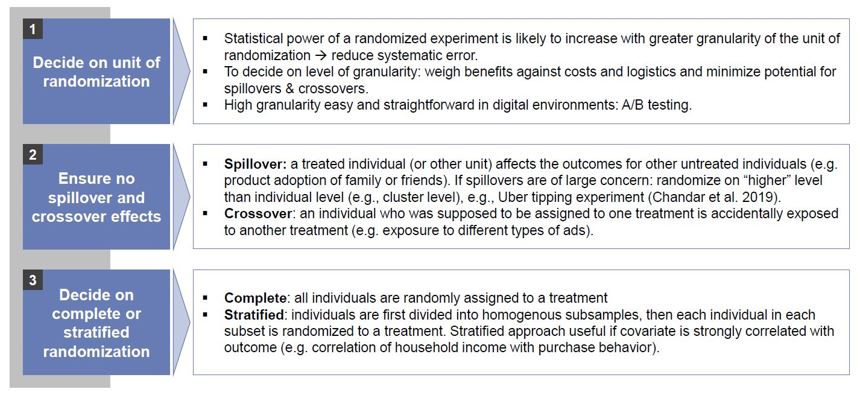 1
Decide on unit of
randomization
▪ Statistical power of a randomized experiment is likely to increase with greater granularity of the unit of
randomization → reduce systematic error.
▪ To decide on level of granularity: weigh benefits against costs and logistics and minimize potential for
spillovers & crossovers.
▪ High granularity easy and straightforward in digital environments: A/B testing.
2
Ensure no
spillover and
crossover effects
▪ Spillover: a treated individual (or other unit) affects the outcomes for other untreated individuals (e.g.
product adoption of family or friends). If spillovers are of large concern: randomize on “higher” level
than individual level (e.g., cluster level), e.g., Uber tipping experiment (Chandar et al. 2019).
▪ Crossover: an individual who was supposed to be assigned to one treatment is accidentally exposed
to another treatment (e.g. exposure to different types of ads).
3
Decide on
complete or
stratified
randomization
▪ Complete: all individuals are randomly assigned to a treatment
▪ Stratified: individuals are first divided into homogenous subsamples, then each individual in each
subset is randomized to a treatment. Stratified approach useful if covariate is strongly correlated with
outcome (e.g. correlation of household income with purchase behavior).